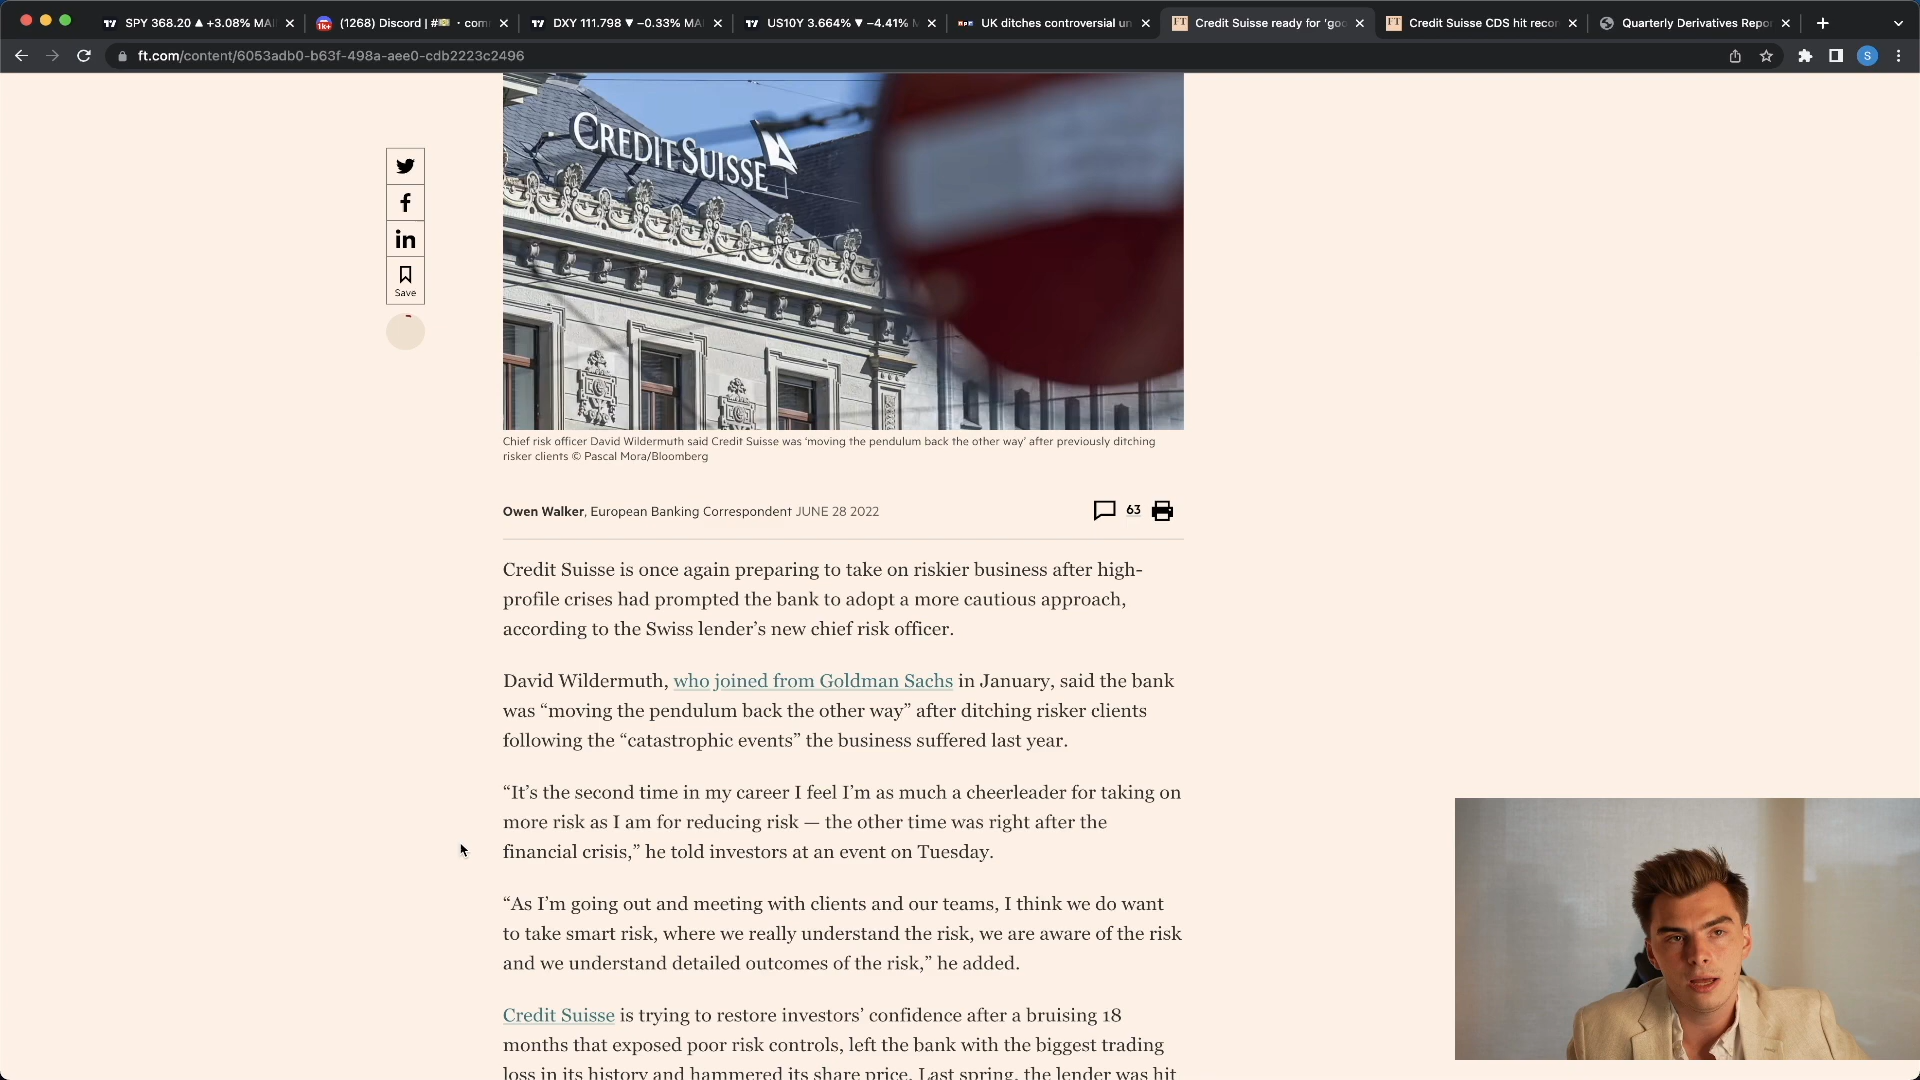 SPY 368.20 ▲ +3.08% MA
(1268) Discord | #💵 • com
DXY 111.798 ▼ −0.33% MA
US10Y 3.664% ▼ −4.41% M
UK ditches controversial un
Credit Suisse ready for ‘goo
Credit Suisse CDS hit recor
Quarterly Derivatives Repo
ft.com/content/6053adb0-b63f-498a-aee0-cdb2223c2496
S
CREDIT SUISSE
Save
Chief risk officer David Wildermuth said Credit Suisse was ‘moving the pendulum back the other way’ after previously ditching
risker clients © Pascal Mora/Bloomberg
Owen Walker, European Banking Correspondent JUNE 28 2022
63
Credit Suisse is once again preparing to take on riskier business after high-
profile crises had prompted the bank to adopt a more cautious approach,
according to the Swiss lender’s new chief risk officer.
David Wildermuth, who joined from Goldman Sachs in January, said the bank
was “moving the pendulum back the other way” after ditching risker clients
following the “catastrophic events” the business suffered last year.
“It’s the second time in my career I feel I’m as much a cheerleader for taking on
more risk as I am for reducing risk — the other time was right after the
financial crisis,” he told investors at an event on Tuesday.
“As I’m going out and meeting with clients and our teams, I think we do want
to take smart risk, where we really understand the risk, we are aware of the risk
and we understand detailed outcomes of the risk,” he added.
Credit Suisse is trying to restore investors’ confidence after a bruising 18
months that exposed poor risk controls, left the bank with the biggest trading
loss in its history and hammered its share price. Last spring, the lender was hit